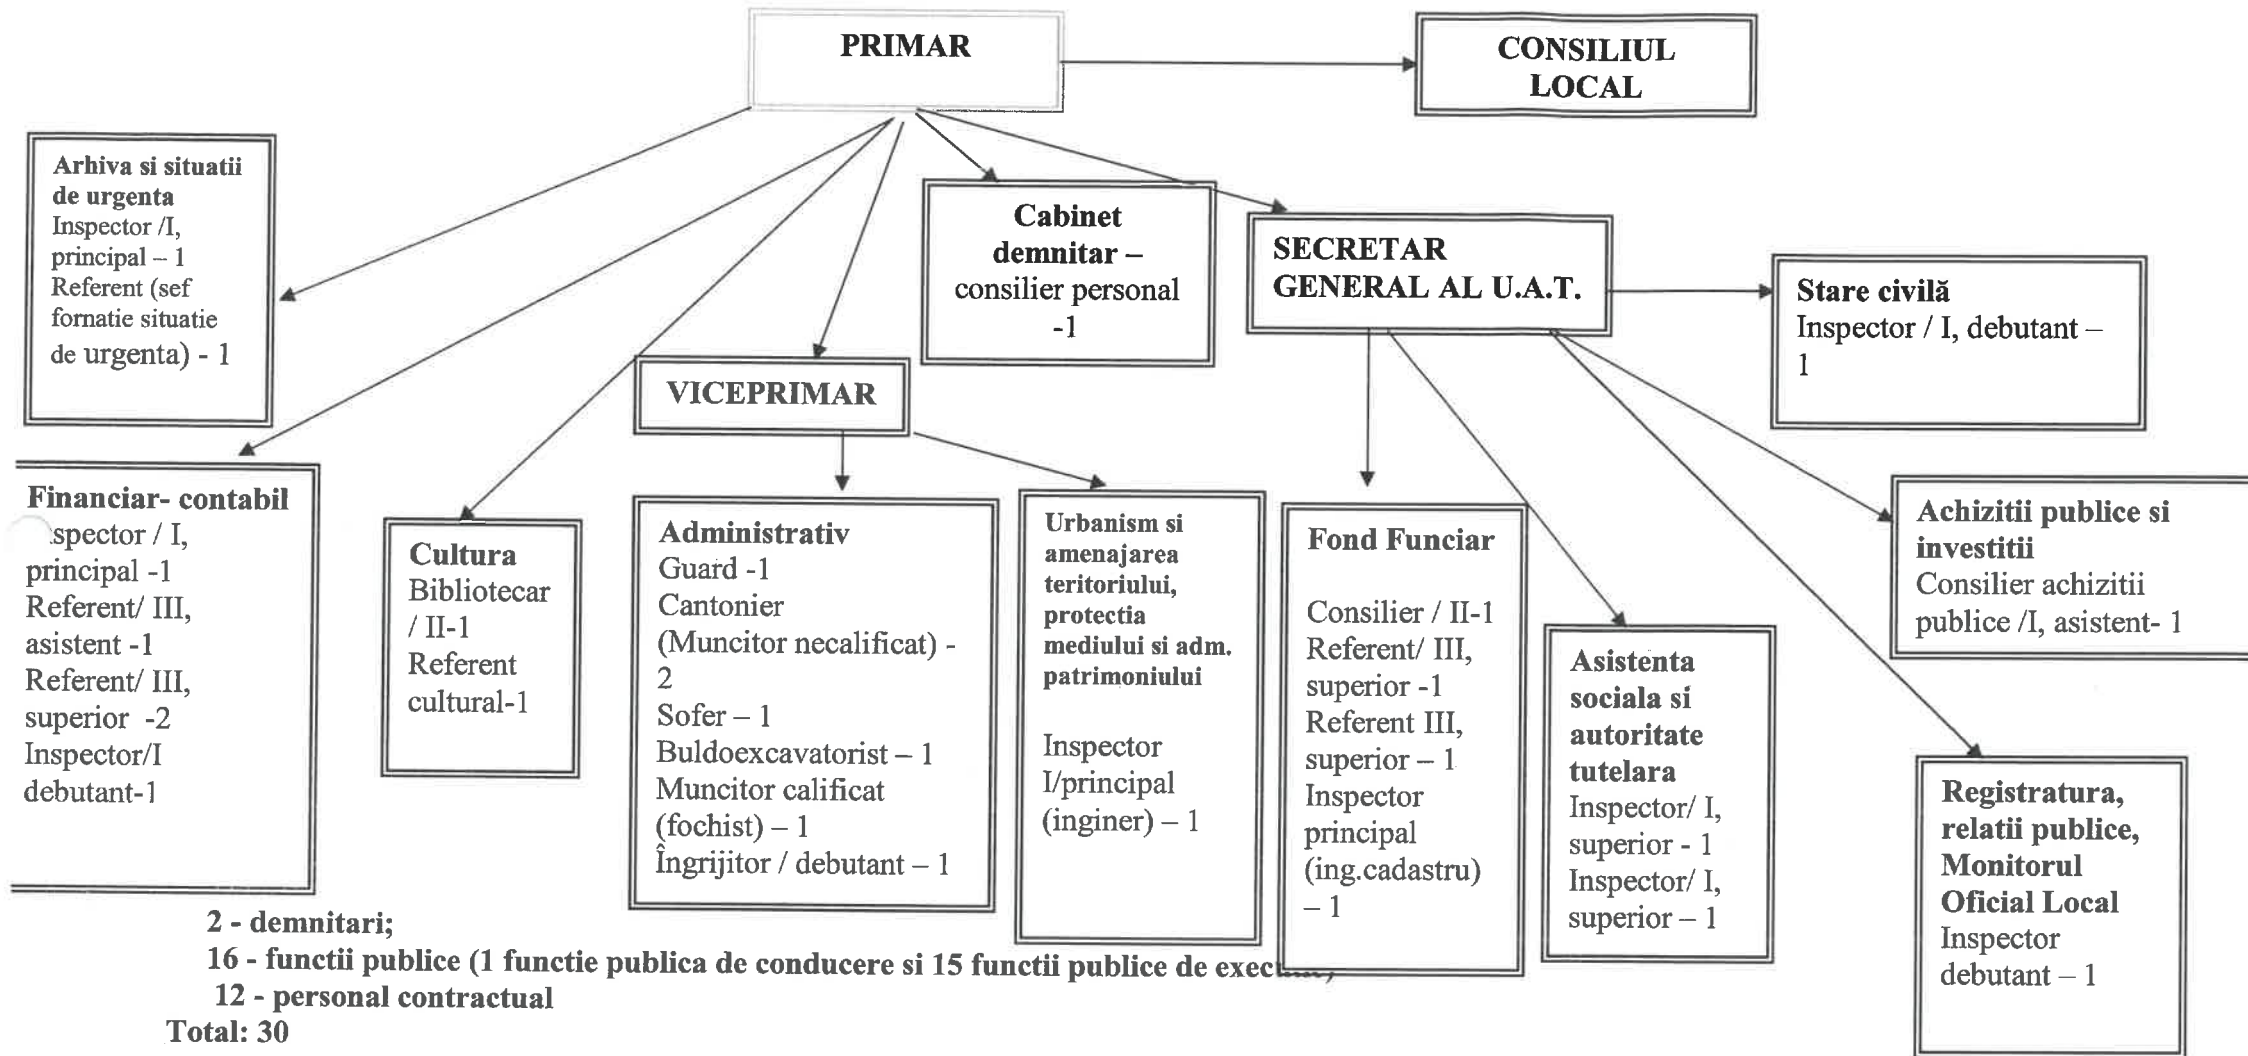 PRIMAR
CONSILIUL
LOCAL
Arhiva si situatii
de urgenta
Inspector /I,
principal – 1
Referent (sef
fornatie situatie
de urgenta) - 1
Cabinet
demnitar –
consilier personal
-1
SECRETAR
GENERAL AL U.A.T.
Stare civilă
Inspector / I, debutant –
1
VICEPRIMAR
Financiar- contabil
spector / I,
principal -1
Referent/ III,
asistent -1
Referent/ III,
superior -2
Inspector/I
debutant-1
Cultura
Bibliotecar
/ II-1
Referent
cultural-1
Administrativ
Guard -1
Cantonier
(Muncitor necalificat) -
2
Sofer – 1
Buldoexcavatorist – 1
Muncitor calificat
(fochist) – 1
Îngrijitor / debutant – 1
Urbanism si
amenajarea
teritoriului,
protectia
mediului si adm.
patrimoniului
Inspector
I/principal
(inginer) – 1
Fond Funciar
Consilier / II-1
Referent/ III,
superior -1
Referent III,
superior – 1
Inspector
principal
(ing.cadastru)
– 1
Asistenta
sociala si
autoritate
tutelara
Inspector/ I,
superior - 1
Inspector/ I,
superior – 1
Achizitii publice si
investitii
Consilier achizitii
publice /I, asistent- 1
Registratura,
relatii publice,
Monitorul
Oficial Local
Inspector
debutant – 1
2 - demnitari;
16 - functii publice (1 functie publica de conducere si 15 functii publice de
12 - personal contractual
Total: 30